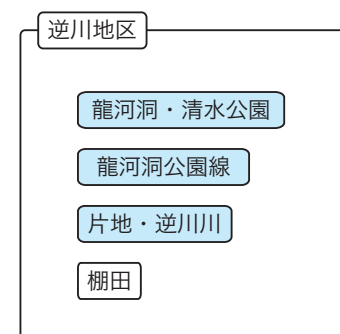 逆川地区
龍河洞・清水公園
龍河洞公園線
片地・逆川川
棚田